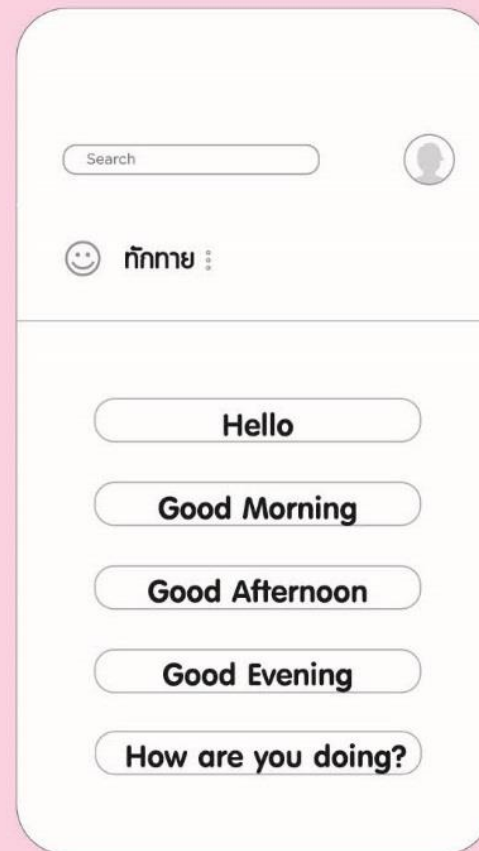 Search
ทักทาย
Hello
Good Morning
Good Afternoon
Good Evening
How are you doing?